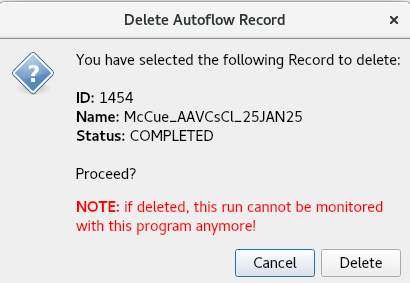 Delete Autoflow Record
You have selected the following Record to delete:
ID: 1454
Name: McCue_AAVCsCl_25JAN25
Status: COMPLETED
Proceed?
NOTE: if deleted, this run cannot be monitored
with this program anymore!
Cancel
Delete